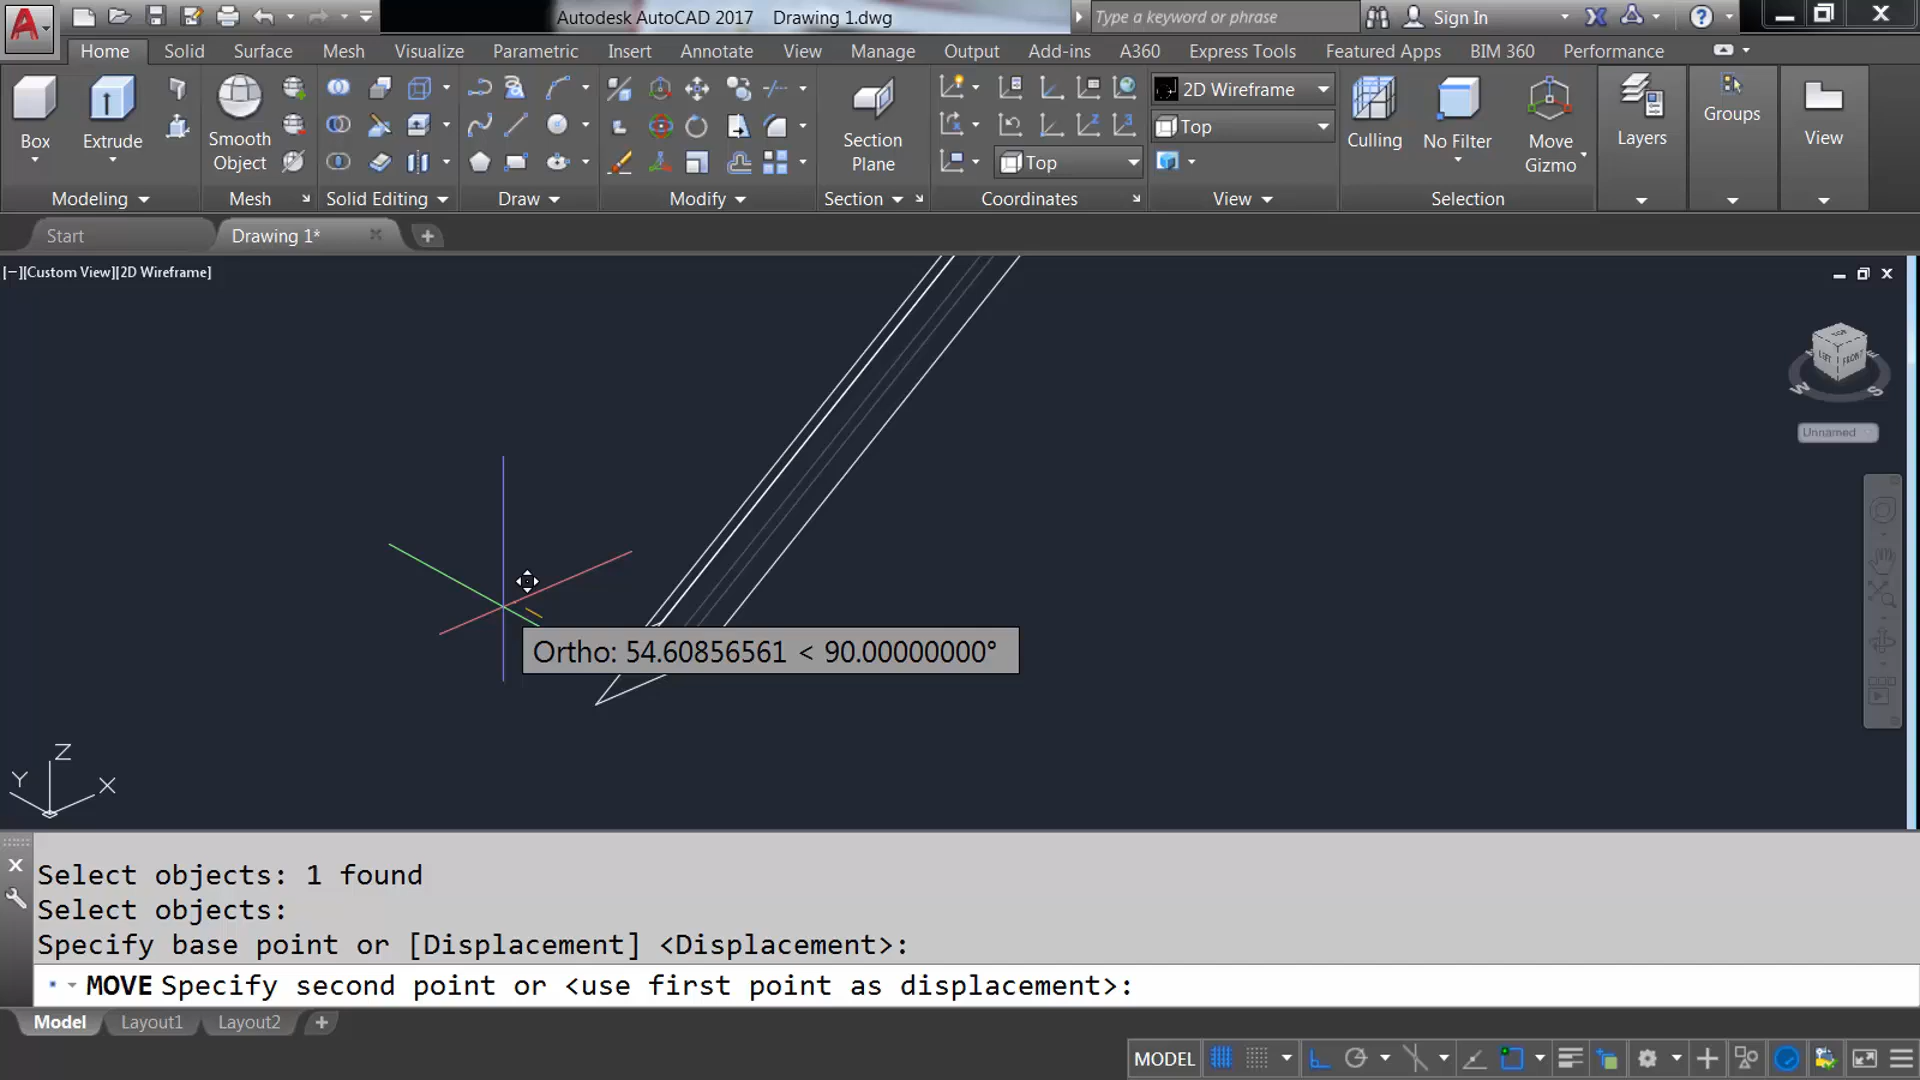 Autodesk AutoCAD 2017 Drawing 1.dwg
Type a keyword or phrase
Sign In
Home Solid Surface Mesh Visualize Parametric Insert Annotate View Manage Output Add-ins A360 Express Tools Featured Apps BIM 360 Performance
Box
Extrude
Smooth Object
Section Plane
2D Wireframe
Top
Top
Culling
No Filter
Move Gizmo
Layers
Groups
View
Modeling
Mesh
Solid Editing
Draw
Modify
Section
Coordinates
View
Selection
Start
Drawing 1*
[−][Custom View][2D Wireframe]
TOP
LEFT
FRONT
W
S
E
Unnamed
Ortho: 54.60856561 < 90.00000000°
Z
Y
X
Select objects: 1 found
Select objects:
Specify base point or [Displacement] <Displacement>:
MOVE Specify second point or <use first point as displacement>:
Model
Layout1
Layout2
MODEL